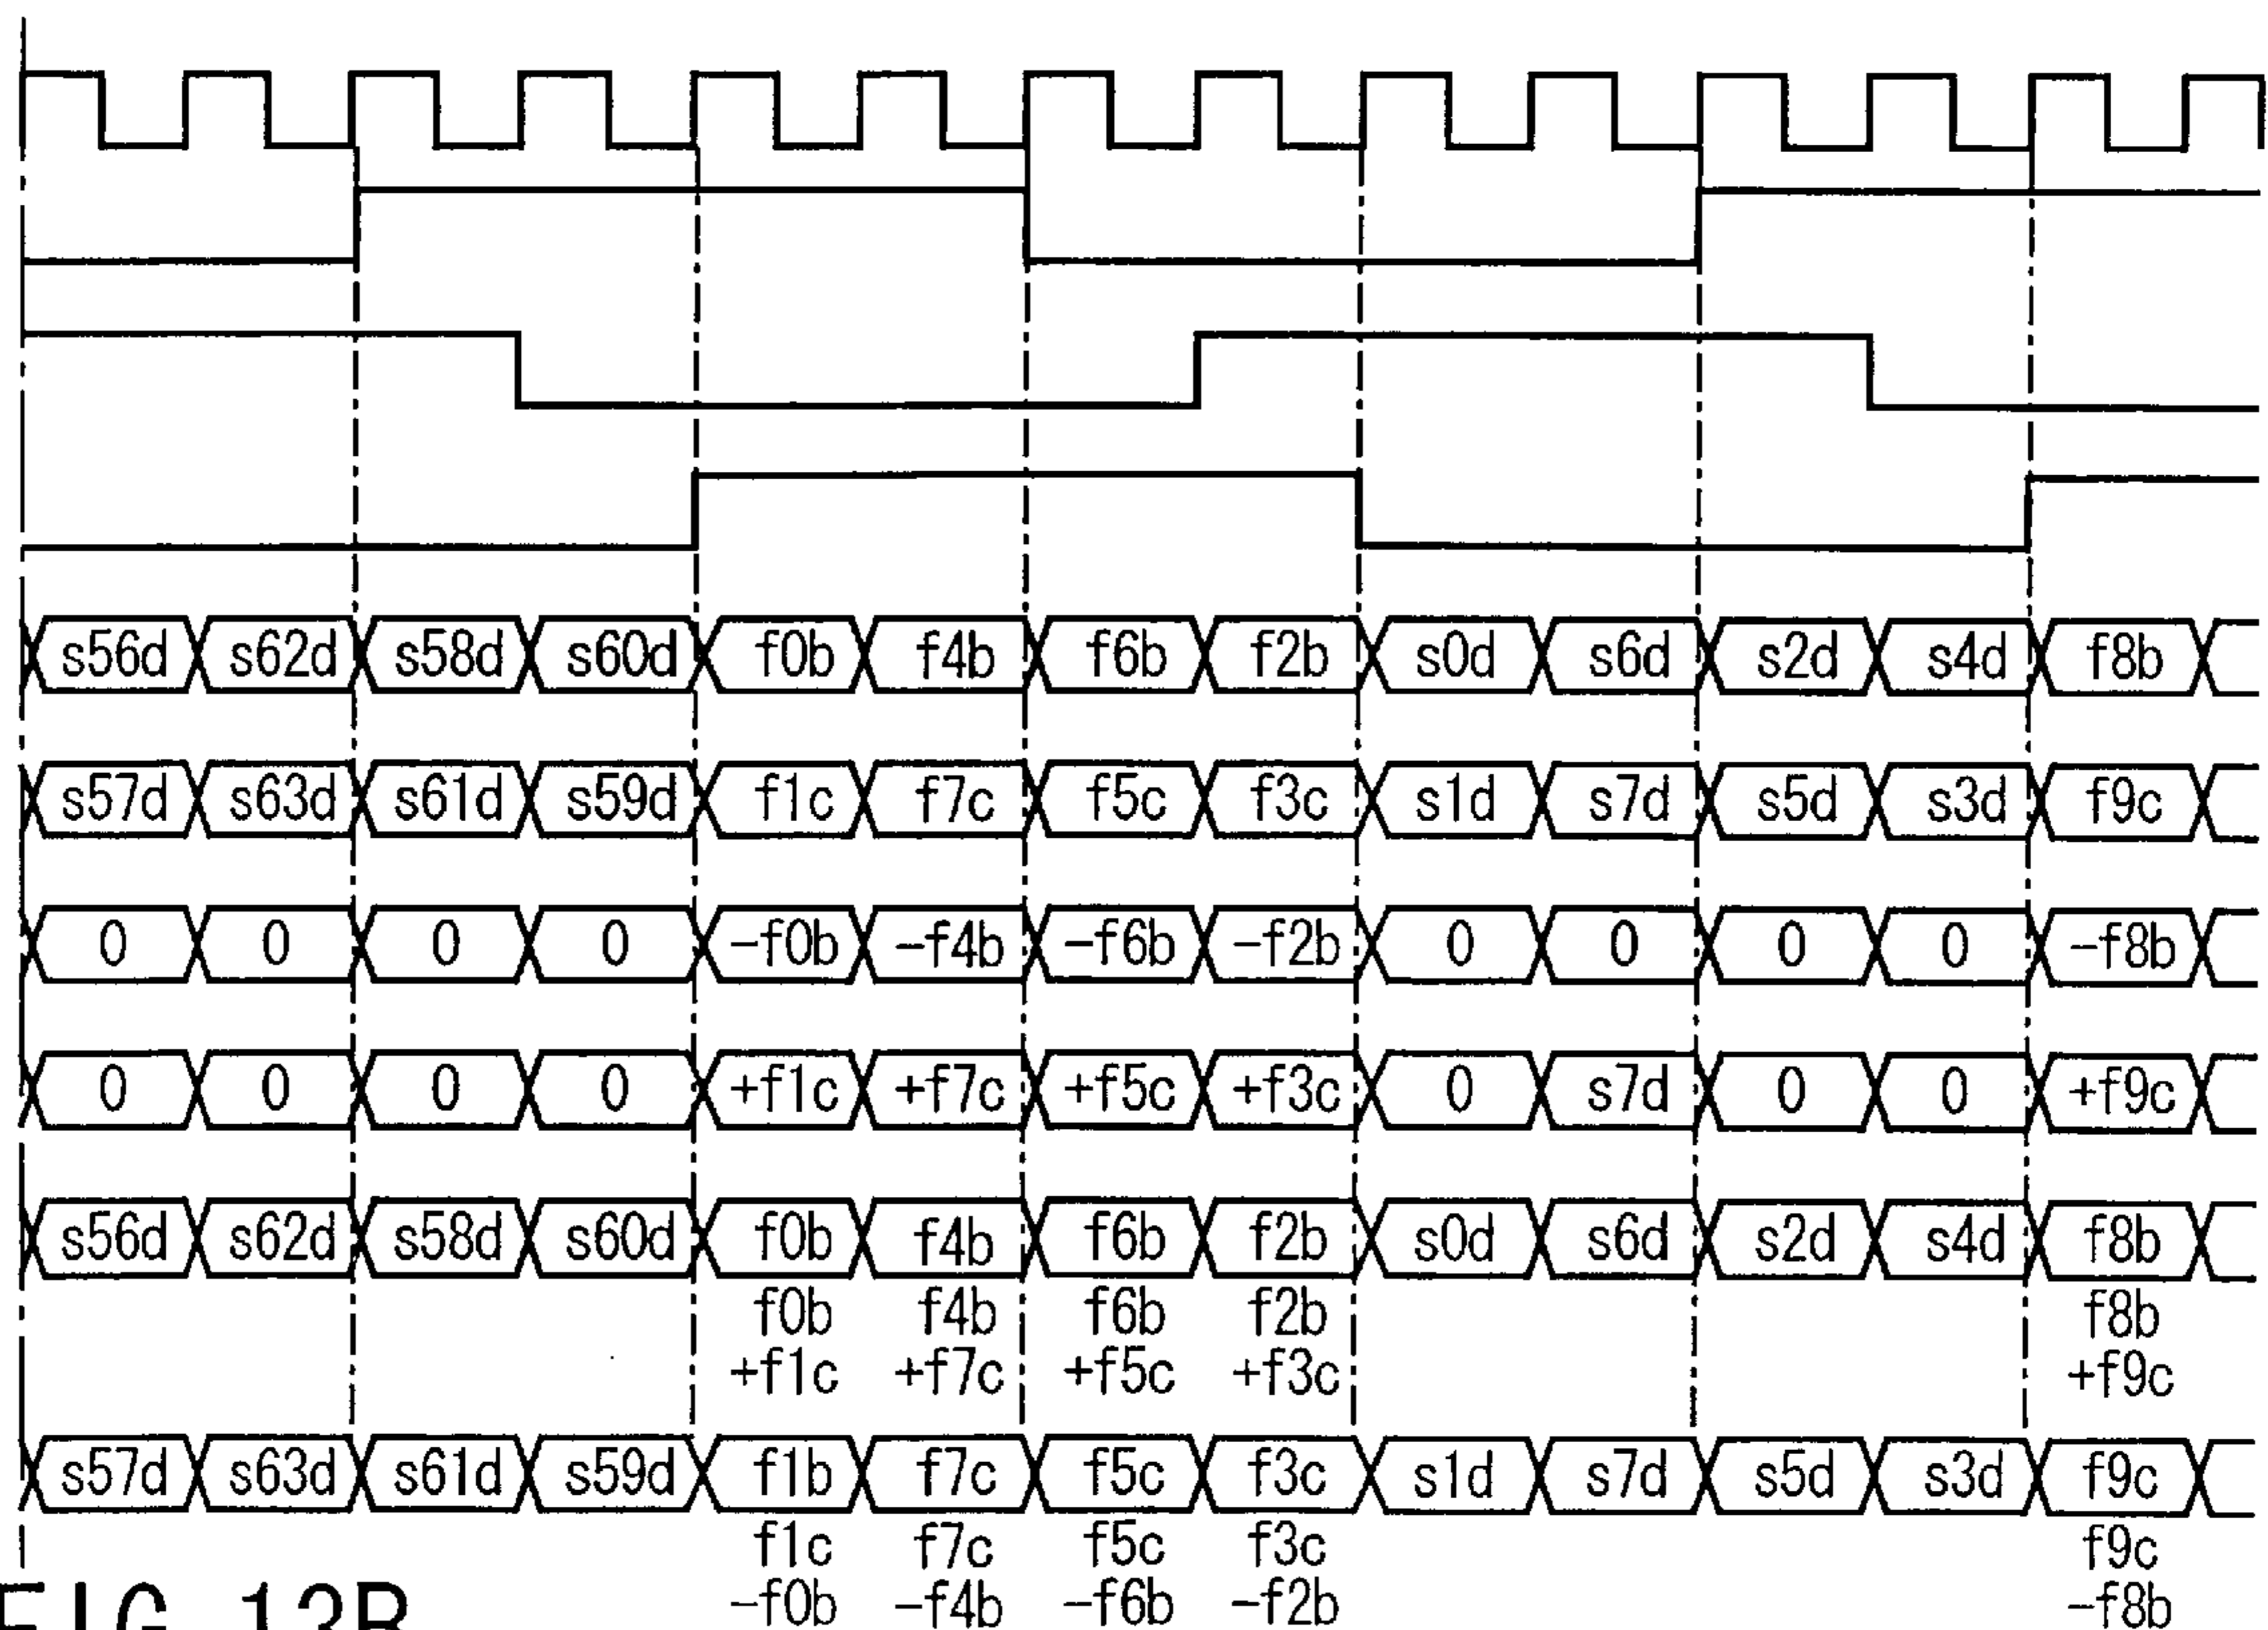 s56d s62d s58d s60d f0b f4b f6b f2b s0d s6d s2d s4d f8b
s57d s63d s61d s59d f1c f7c f5c f3c s1d s7d s5d s3d f9c
0 0 0 0 -f0b -f4b -f6b -f2b 0 0 0 0 -f8b
0 0 0 0 +f1c +f7c +f5c +f3c 0 s7d 0 0 +f9c
s56d s62d s58d s60d f0b f4b f6b f2b s0d s6d s2d s4d f8b
f0b f4b f6b f2b f8b
+f1c +f7c +f5c +f3c +f9c
s57d s63d s61d s59d f1b f7c f5c f3c s1d s7d s5d s3d f9c
f1c f7c f5c f3c f9c
-f0b -f4b -f6b -f2b -f8b
FIG 13B